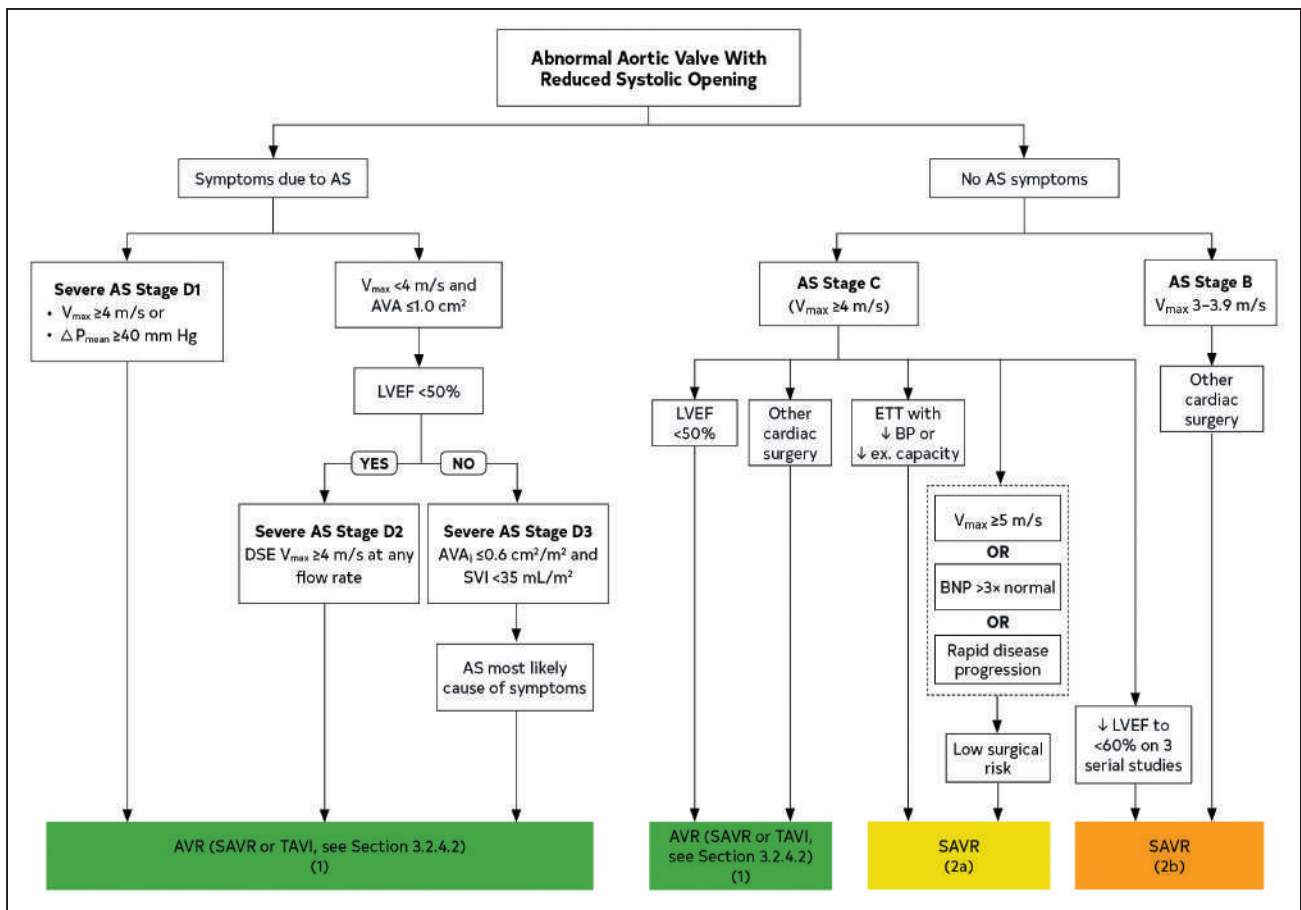 Abnormal Aortic Valve With
Reduced Systolic Opening
Symptoms due to AS
No AS symptoms
Severe AS Stage D1
• Vmax ≥4 m/s or
• △ Pmean ≥40 mm Hg
Vmax <4 m/s and
AVA ≤1.0 cm²
AS Stage C
(Vmax ≥4 m/s)
AS Stage B
Vmax 3–3.9 m/s
LVEF <50%
YES
NO
LVEF
<50%
Other
cardiac
surgery
ETT with
↓ BP or
↓ ex. capacity
Other
cardiac
surgery
Severe AS Stage D2
DSE Vmax ≥4 m/s at any
flow rate
Severe AS Stage D3
AVAi ≤0.6 cm²/m² and
SVI <35 mL/m²
Vmax ≥5 m/s
OR
BNP >3× normal
OR
Rapid disease
progression
AS most likely
cause of symptoms
Low surgical
risk
↓ LVEF to
<60% on 3
serial studies
AVR (SAVR or TAVI, see Section 3.2.4.2)
(1)
AVR (SAVR or TAVI,
see Section 3.2.4.2)
(1)
SAVR
(2a)
SAVR
(2b)